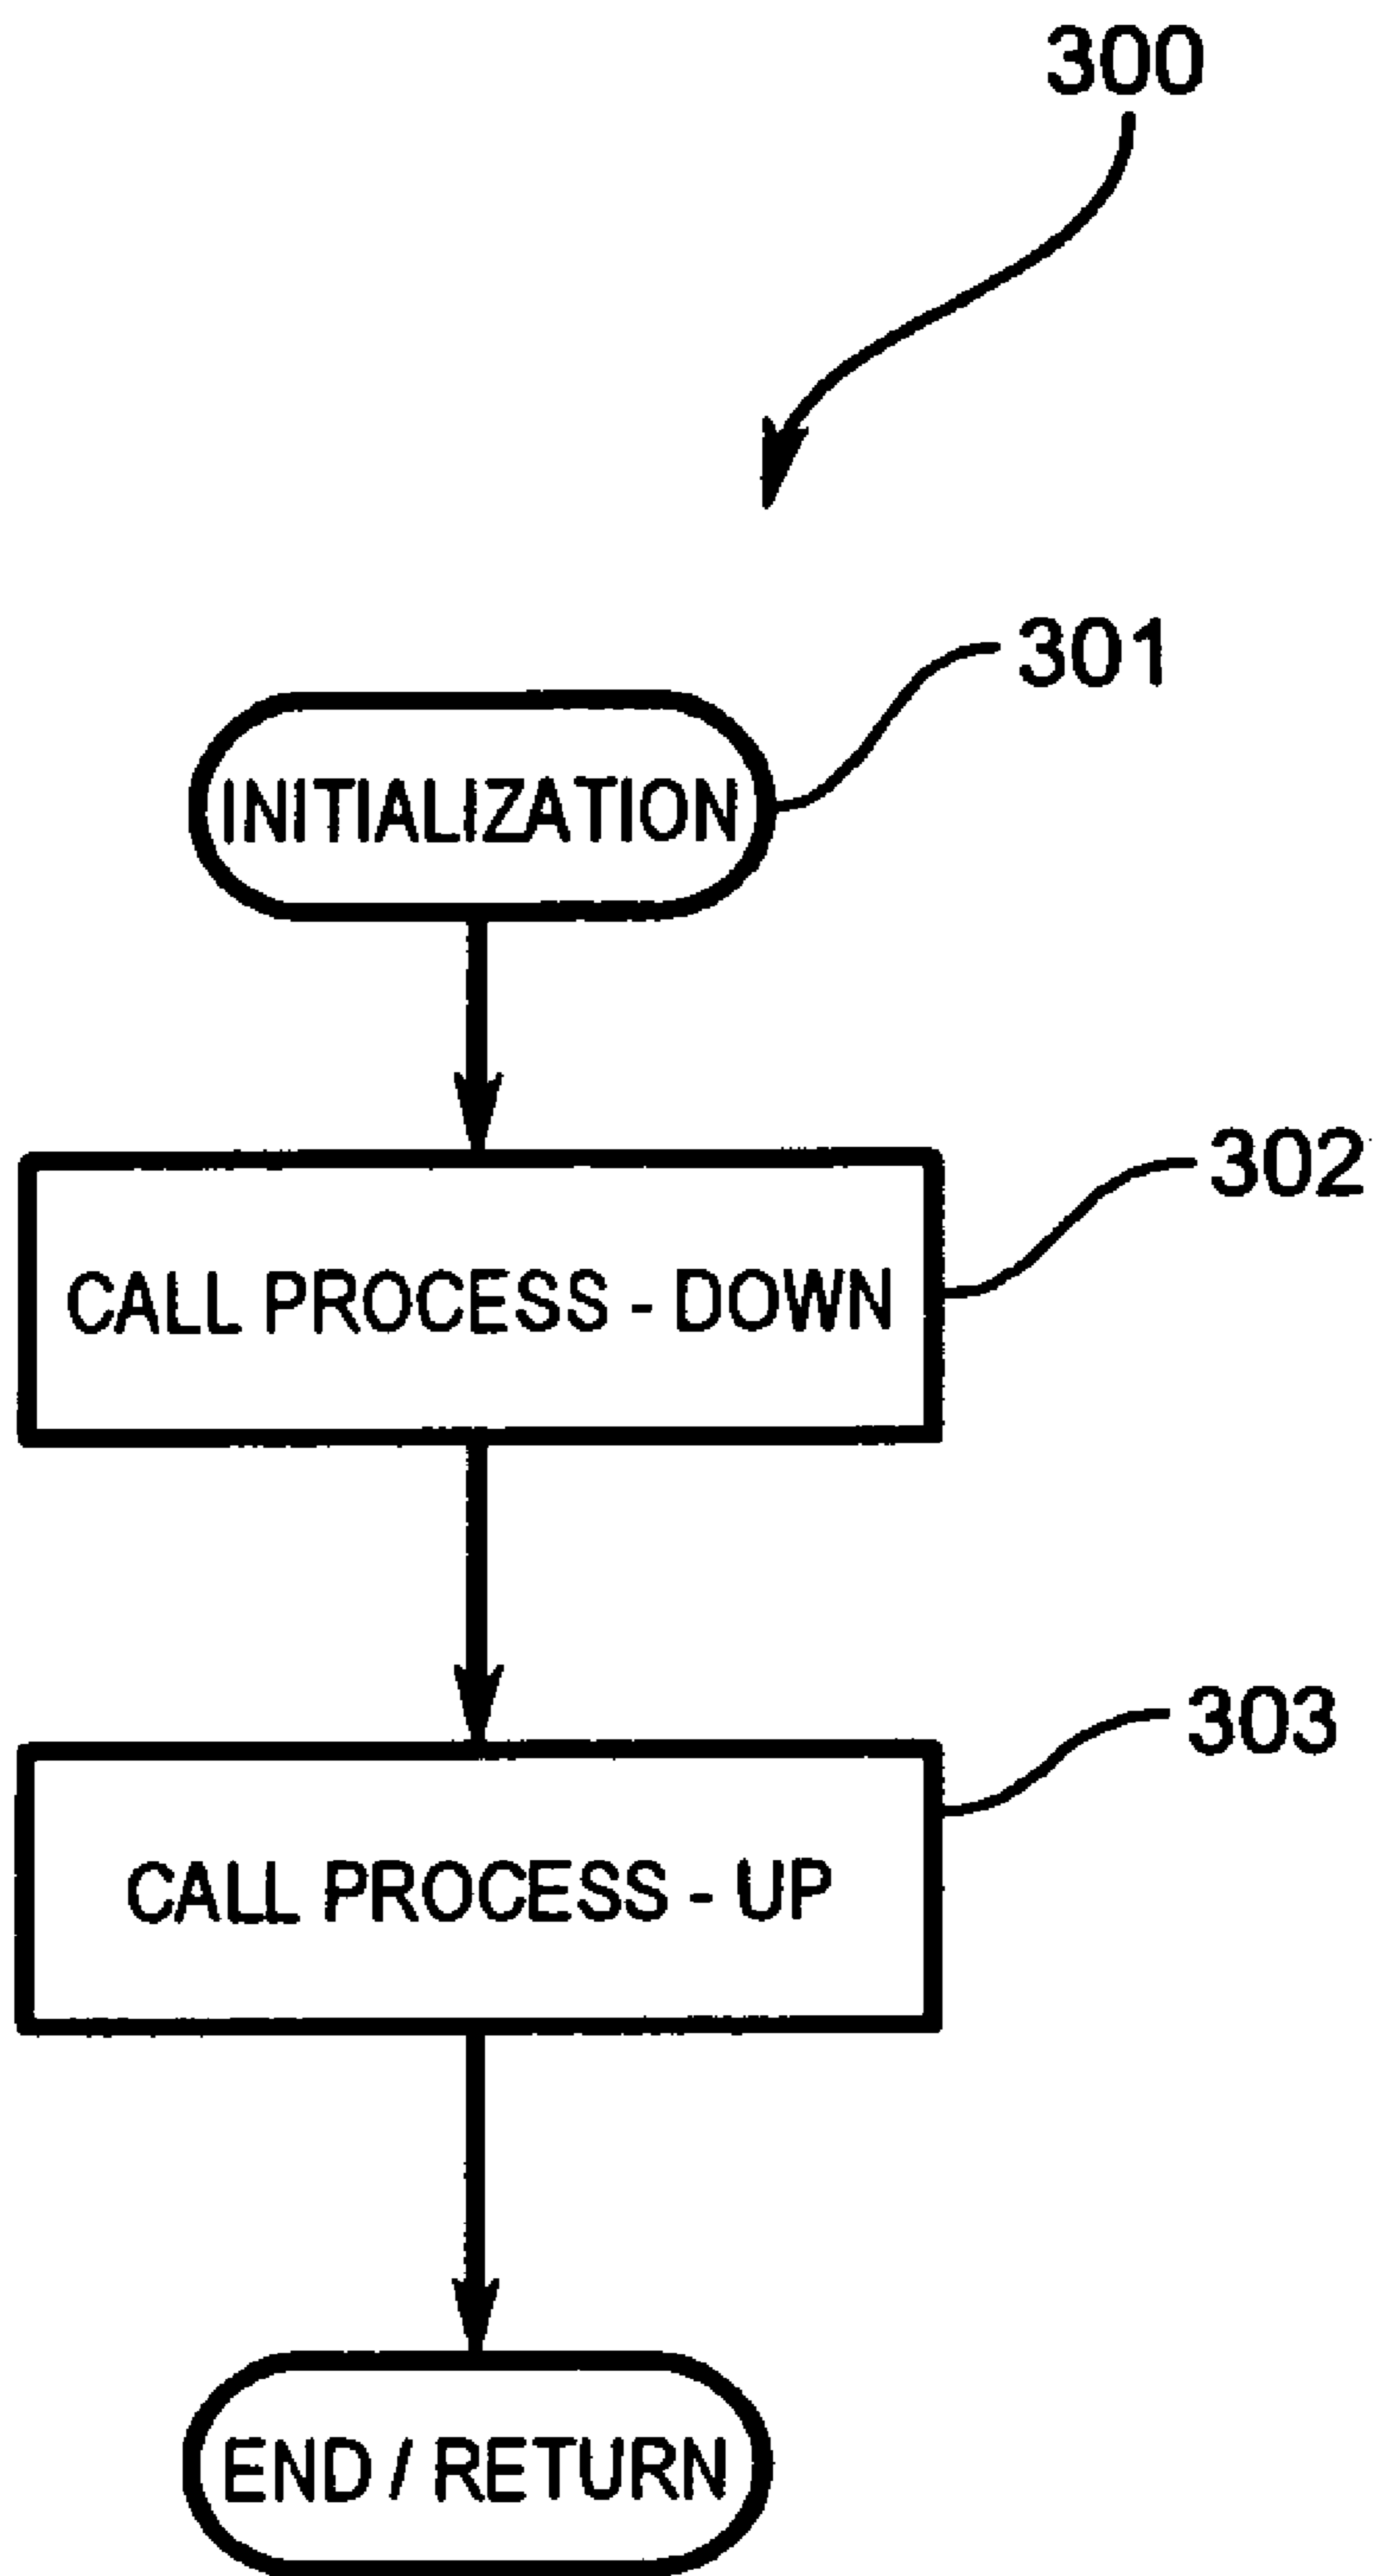 300
301
INITIALIZATION
302
CALL PROCESS - DOWN
303
CALL PROCESS - UP
END / RETURN